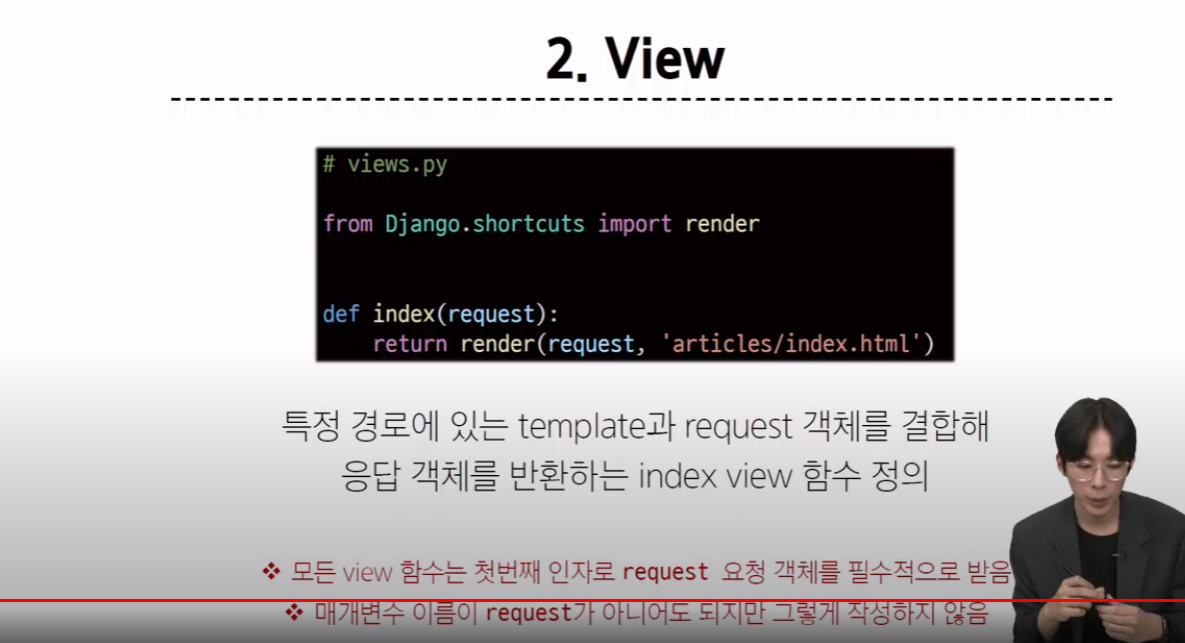 2. View
# views.py
from Django.shortcuts import render
def index(request):
    return render(request, 'articles/index.html')
특정 경로에 있는 template과 request 객체를 결합해
응답 객체를 반환하는 index view 함수 정의
❖ 모든 view 함수는 첫번째 인자로 request 요청 객체를 필수적으로 받음
❖ 매개변수 이름이 request가 아니어도 되지만 그렇게 작성하지 않음